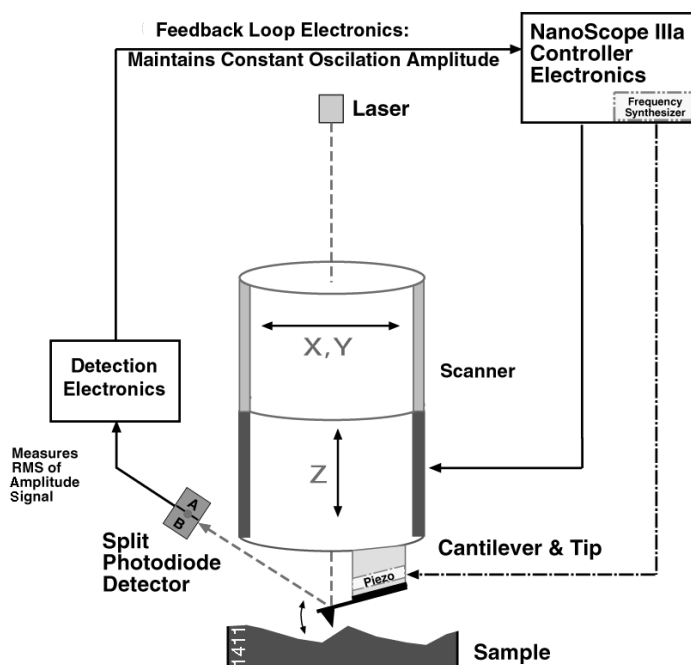 Feedback Loop Electronics:
Maintains Constant Oscilation Amplitude
NanoScope IIIa
Controller
Electronics
Frequency
Synthesizer
Laser
X, Y
Scanner
Detection
Electronics
Measures
RMS of
Amplitude
Signal
Z
A
B
Split
Photodiode
Detector
Cantilever & Tip
Piezo
1411
Sample